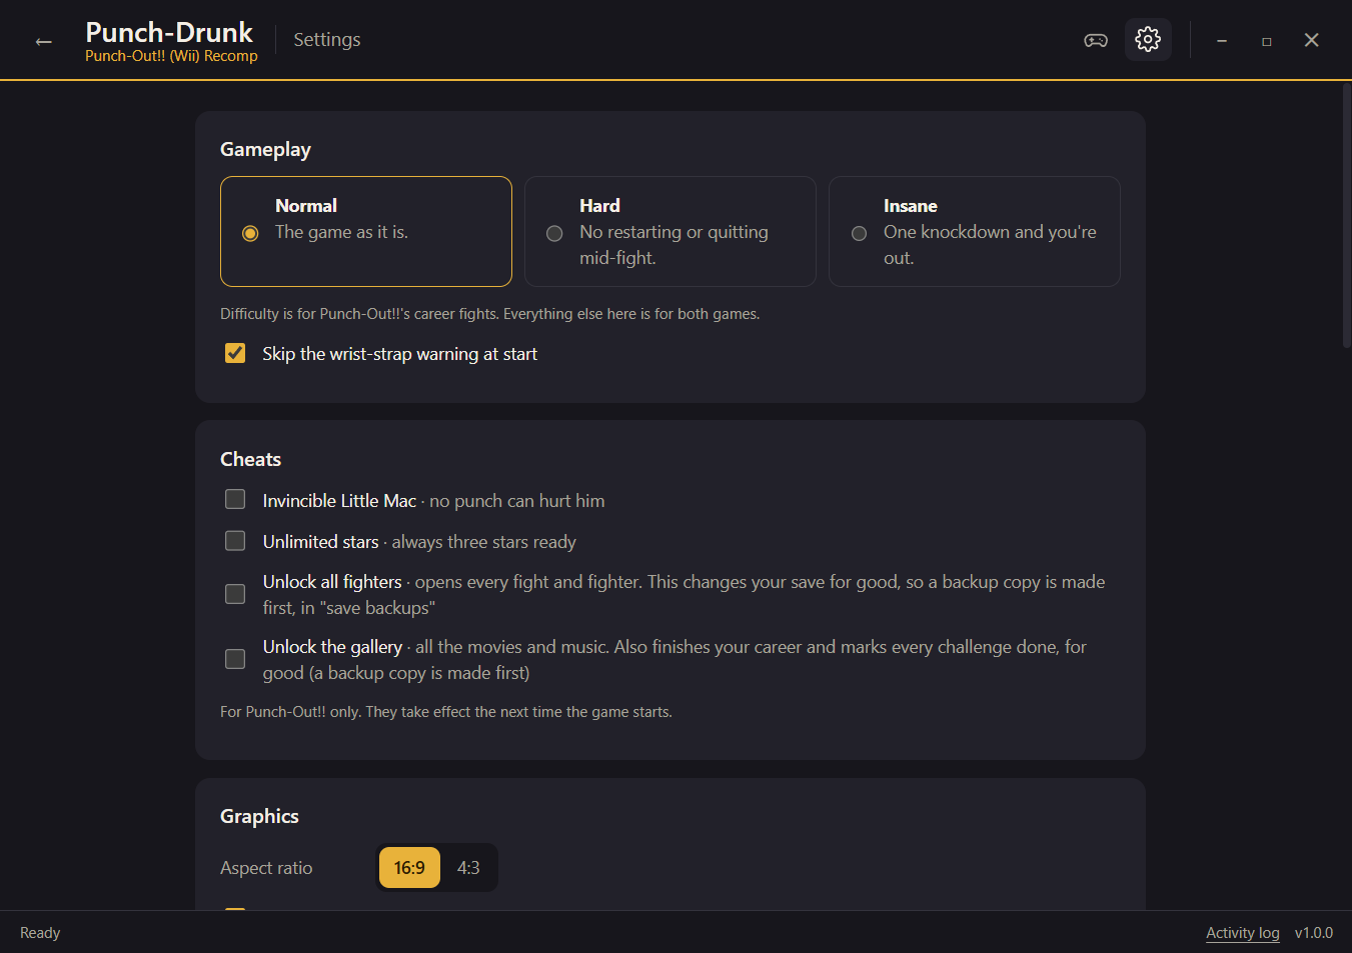 Punch-Drunk
Punch-Out!! (Wii) Recomp
Settings
Gameplay
Normal
The game as it is.
Hard
No restarting or quitting
mid-fight.
Insane
One knockdown and you're
out.
Difficulty is for Punch-Out!!'s career fights. Everything else here is for both games.
Skip the wrist-strap warning at start
Cheats
Invincible Little Mac · no punch can hurt him
Unlimited stars · always three stars ready
Unlock all fighters · opens every fight and fighter. This changes your save for good, so a backup copy is made
first, in "save backups"
Unlock the gallery · all the movies and music. Also finishes your career and marks every challenge done, for
good (a backup copy is made first)
For Punch-Out!! only. They take effect the next time the game starts.
Graphics
Aspect ratio
16:9
4:3
Ready
Activity log
v1.0.0